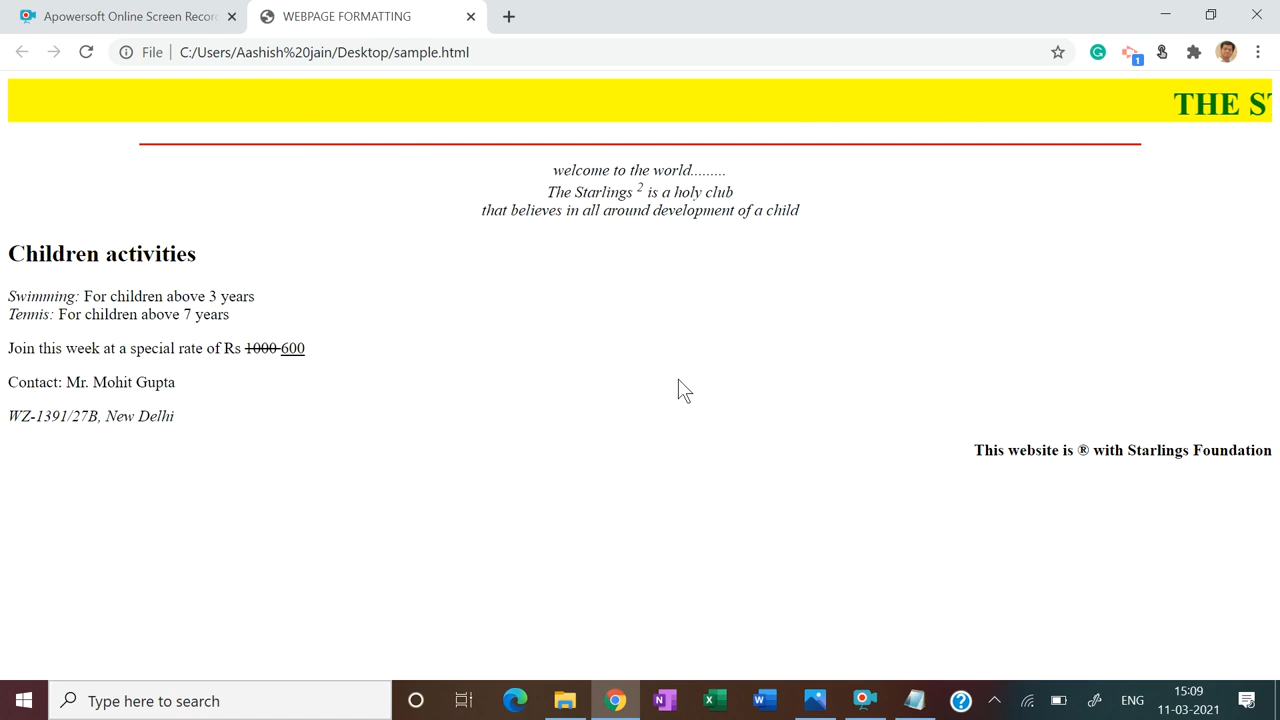 Apowersoft Online Screen Recor
WEBPAGE FORMATTING
File
C:/Users/Aashish%20jain/Desktop/sample.html
1
THE ST
welcome to the world.........
The Starlings 2 is a holy club
that believes in all around development of a child
Children activities
Swimming: For children above 3 years
Tennis: For children above 7 years
Join this week at a special rate of Rs 1000 600
Contact: Mr. Mohit Gupta
WZ-1391/27B, New Delhi
This website is ® with Starlings Foundation
Type here to search
ENG
15:09
11-03-2021